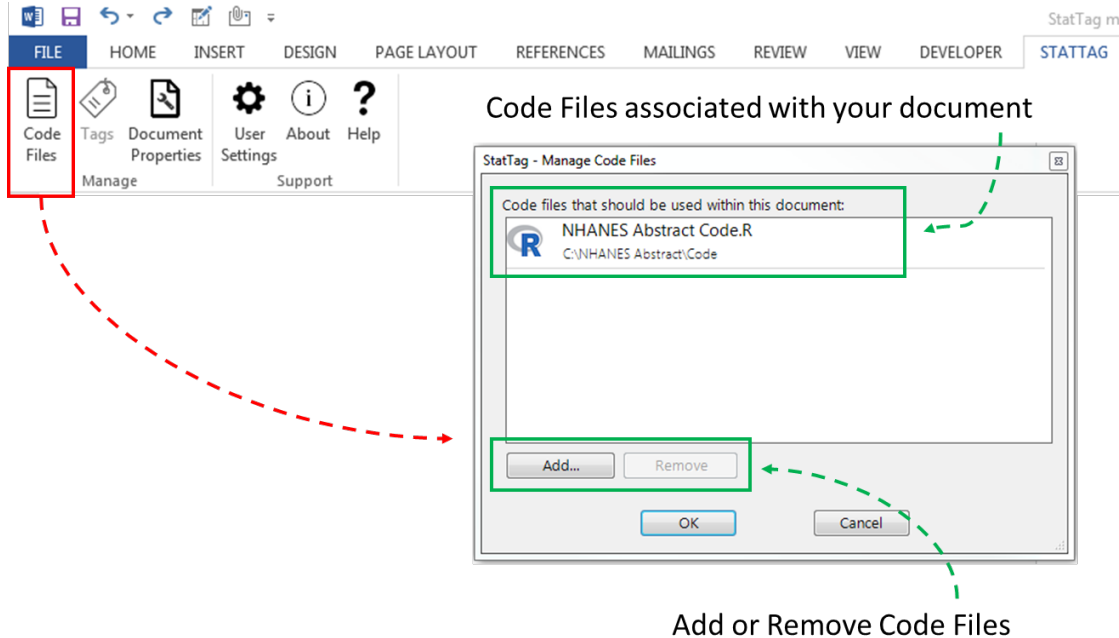 StatTag m
FILE HOME INSERT DESIGN PAGE LAYOUT REFERENCES MAILINGS REVIEW VIEW DEVELOPER STATTAG
Code Files
Tags
Document Properties
User Settings
About
Help
Manage
Support
Code Files associated with your document
StatTag - Manage Code Files
Code files that should be used within this document:
R
NHANES Abstract Code.R
C:\NHANES Abstract\Code
Add... Remove
OK Cancel
Add or Remove Code Files